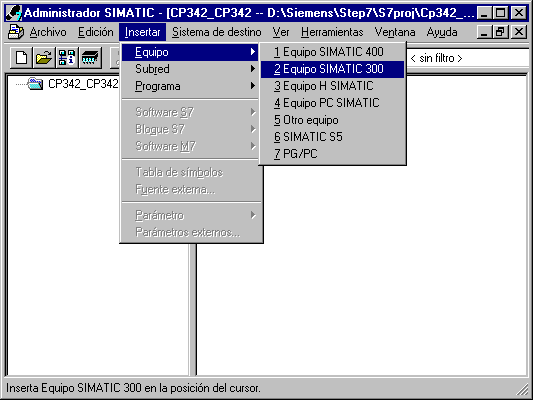 Administrador SIMATIC - [CP342_CP342 -- D:\Siemens\Step7\S7proj\Cp342_...
Archivo Edición Insertar Sistema de destino Ver Herramientas Ventana Ayuda
Equipo
Subred
Programa
Software S7
Bloque S7
Software M7
Tabla de símbolos
Fuente externa...
Parámetro
Parámetros externos...
1 Equipo SIMATIC 400
2 Equipo SIMATIC 300
3 Equipo H SIMATIC
4 Equipo PC SIMATIC
5 Otro equipo
6 SIMATIC S5
7 PG/PC
< sin filtro >
CP342_CP342
Inserta Equipo SIMATIC 300 en la posición del cursor.